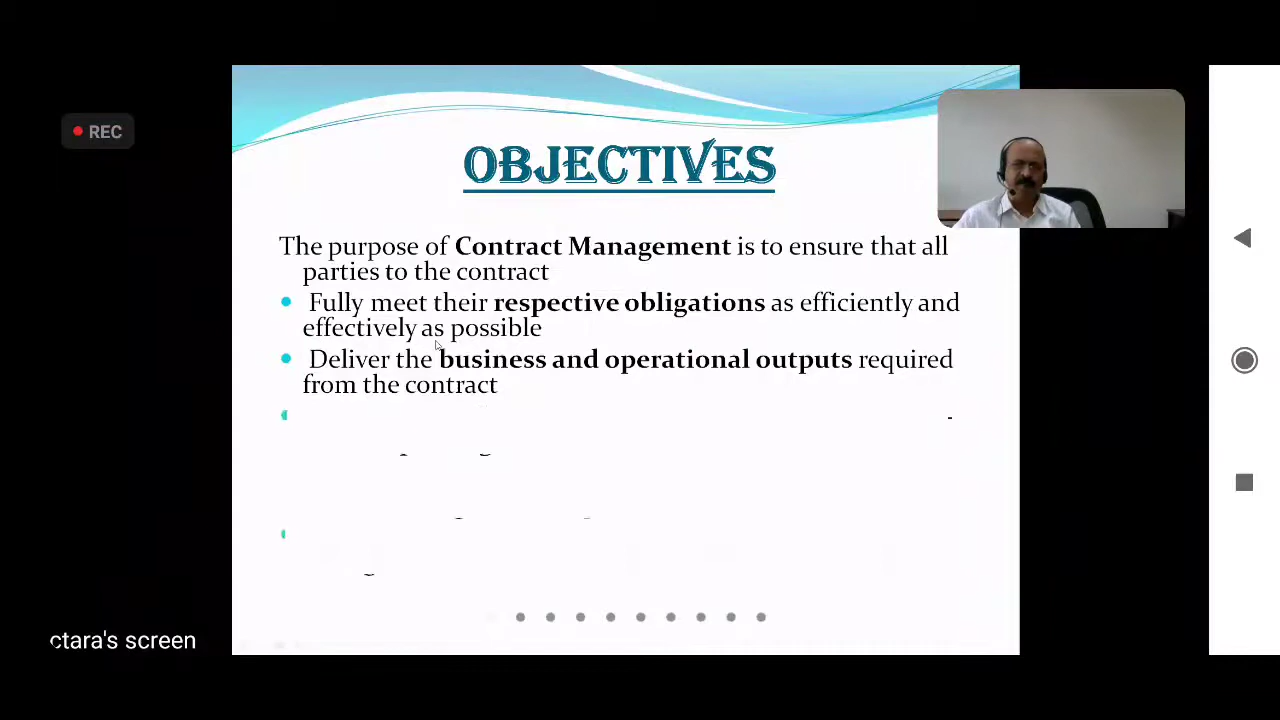 REC
OBJECTIVES
The purpose of Contract Management is to ensure that all
parties to the contract
Fully meet their respective obligations as efficiently and
effectively as possible
Deliver the business and operational outputs required
from the contract
ctara's screen